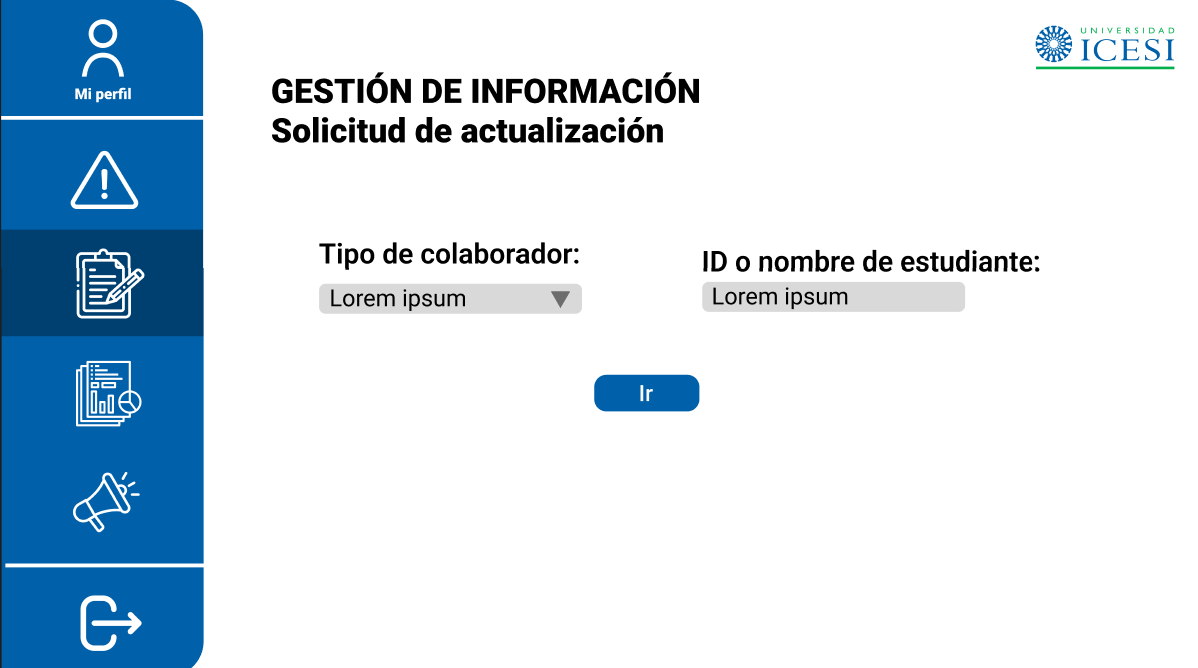 Mi perfil
UNIVERSIDAD
ICESI
GESTIÓN DE INFORMACIÓN
Solicitud de actualización
Tipo de colaborador:
Lorem ipsum
ID o nombre de estudiante:
Lorem ipsum
Ir